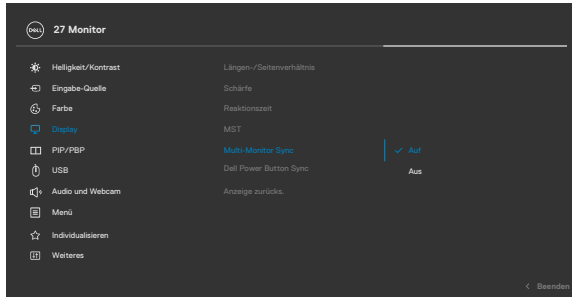 DELL
27 Monitor
Helligkeit/Kontrast
Eingabe-Quelle
Farbe
Display
PIP/PBP
USB
Audio und Webcam
Menü
Individualisieren
Weiteres
Längen-/Seitenverhältnis
Schärfe
Reaktionszeit
MST
Multi-Monitor Sync
Dell Power Button Sync
Anzeige zurücks.
Auf
Aus
Beenden